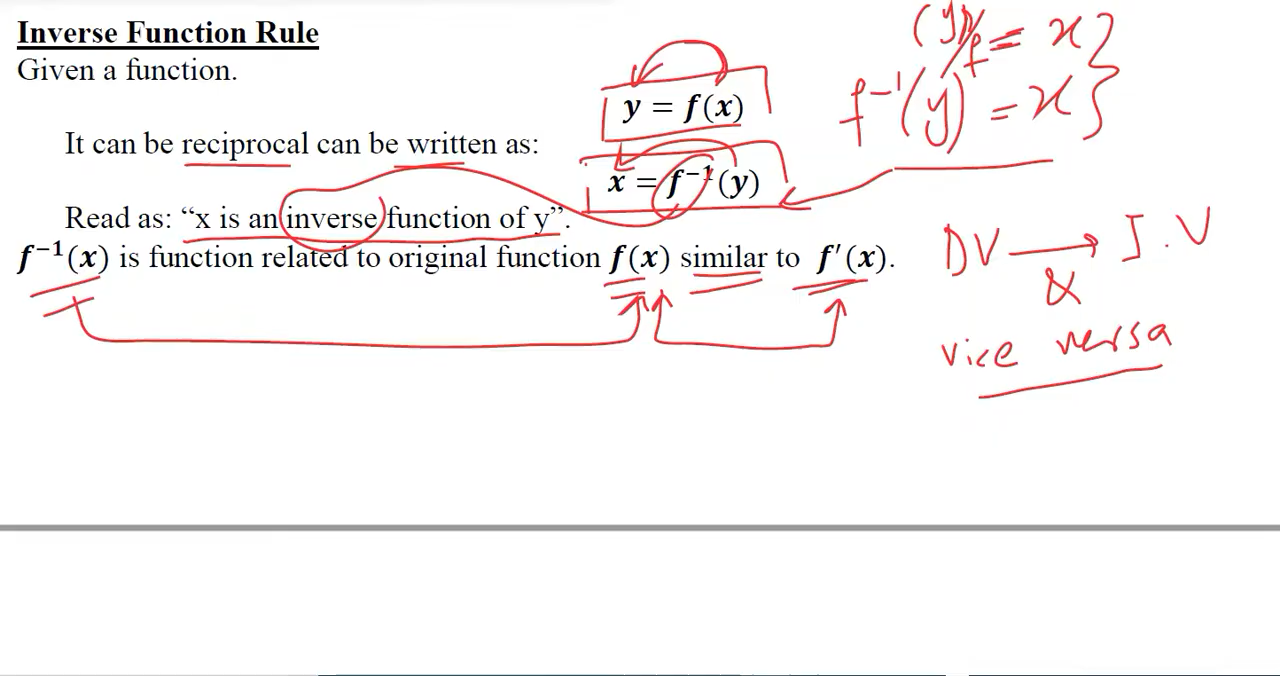 Inverse Function Rule
Given a function.
y = f(x)
It can be reciprocal can be written as:
x = f⁻¹(y)
Read as: “x is an inverse function of y”.
f⁻¹(x) is function related to original function f(x) similar to f′(x).
(y)/f = x
f⁻¹(y) = x
DV → I.V
&
vice versa